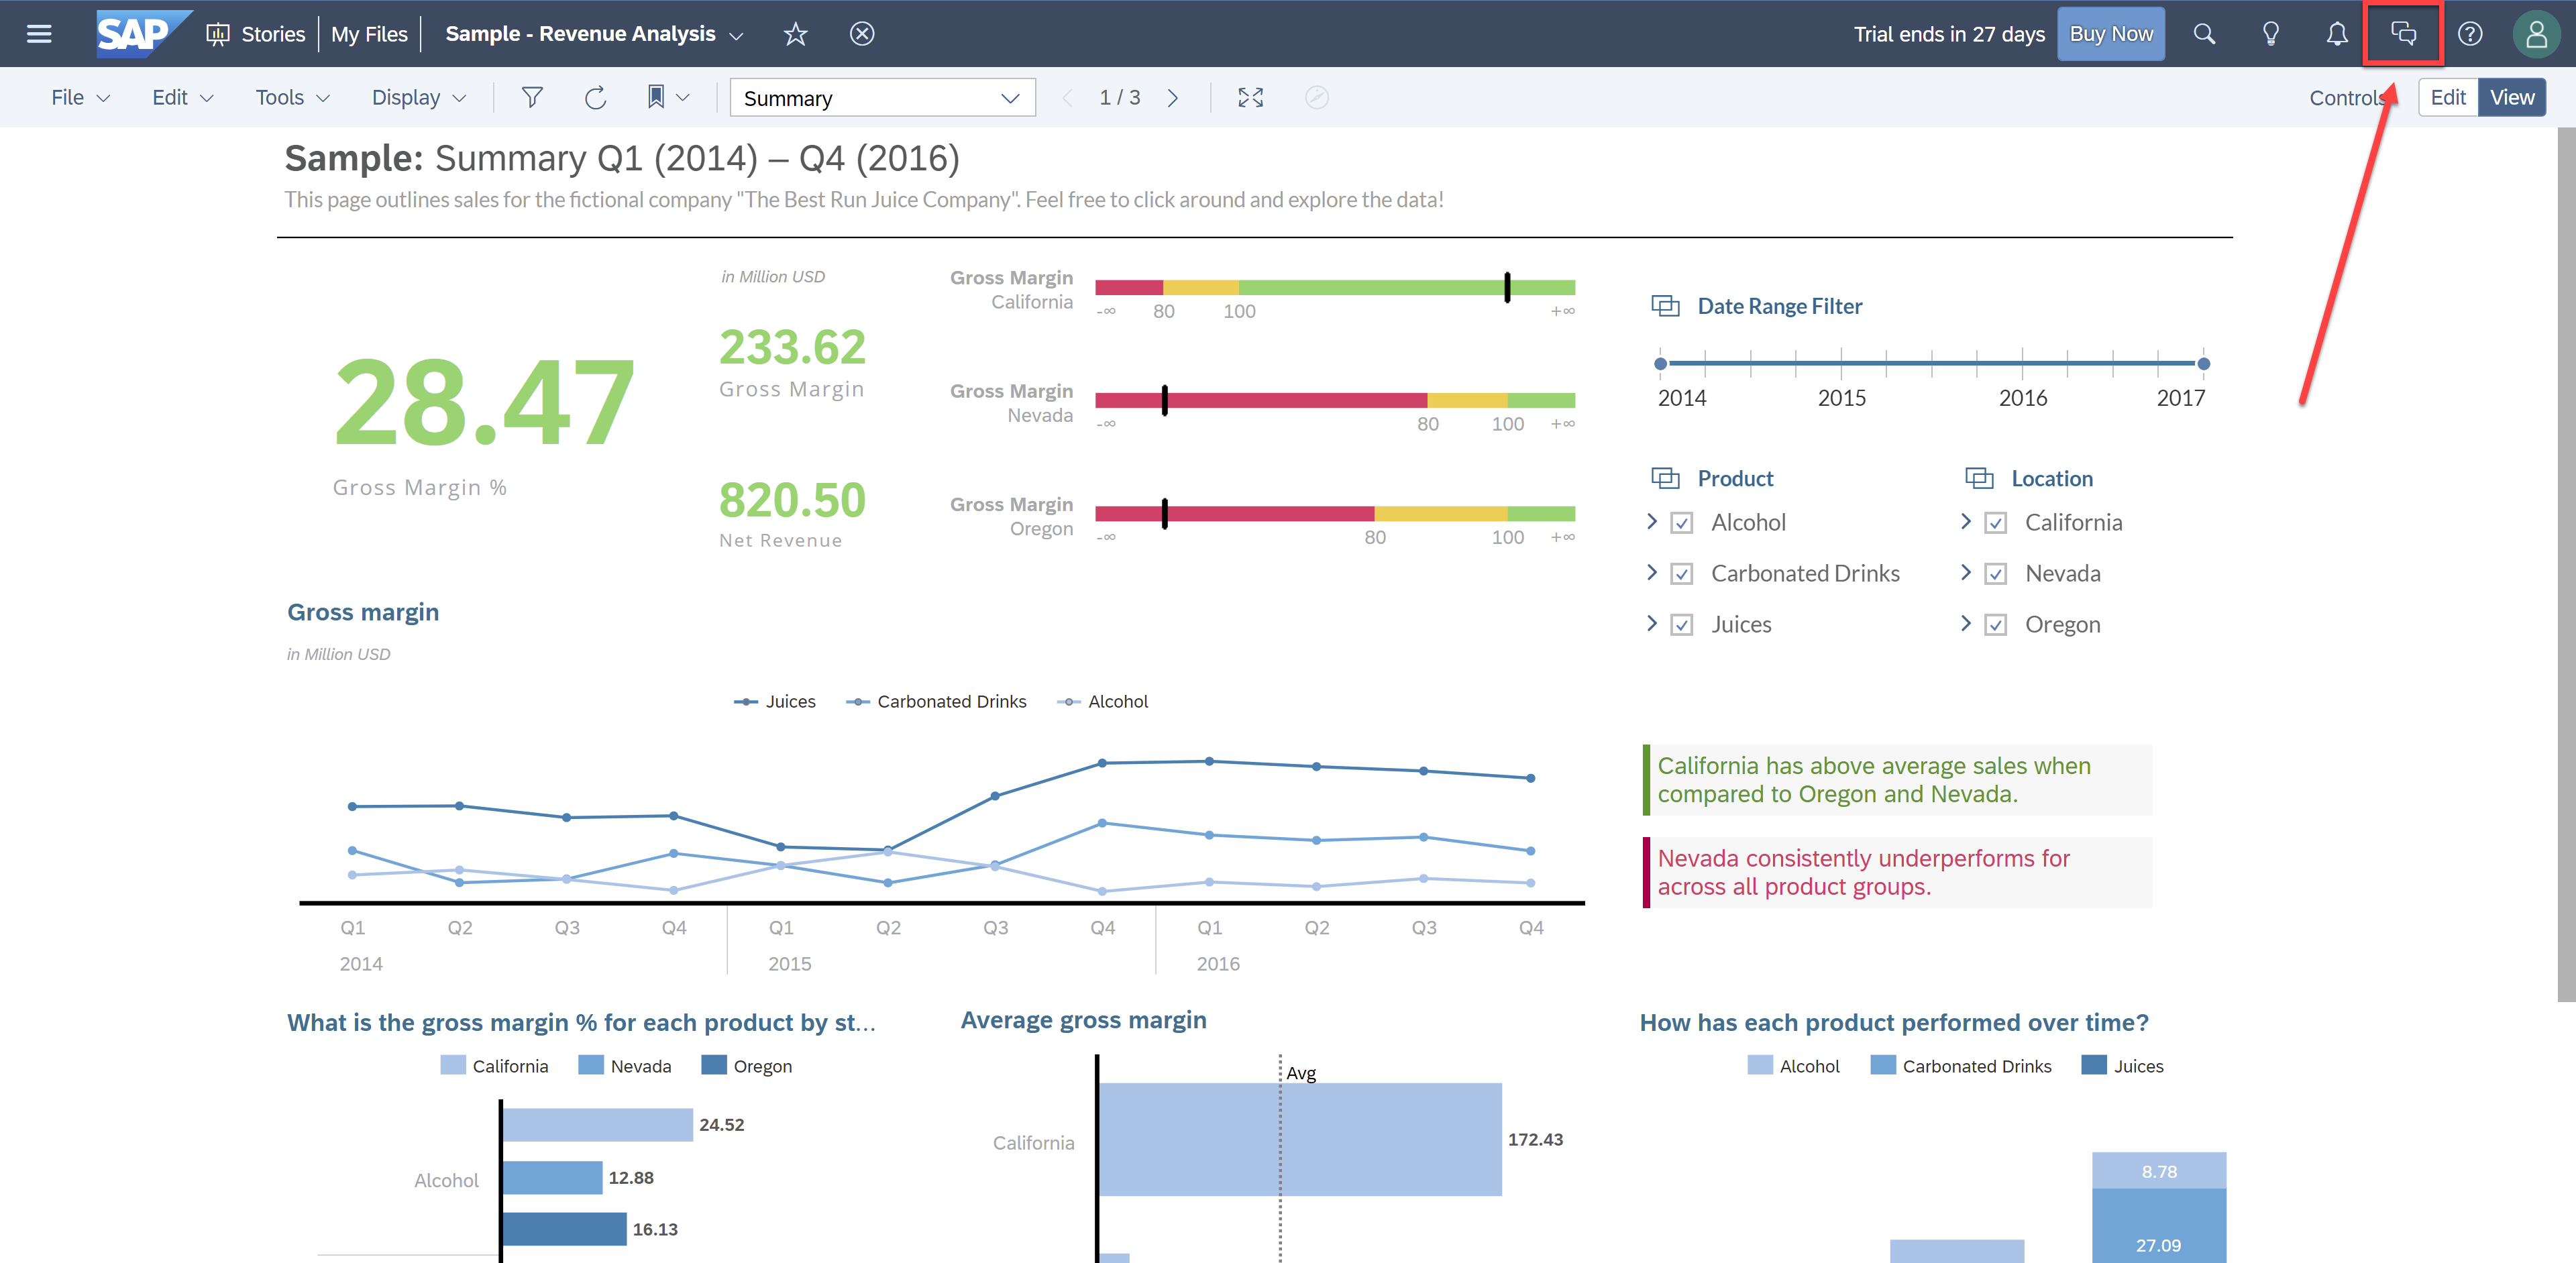 SAP Stories My Files Sample - Revenue Analysis Trial ends in 27 days Buy Now
File Edit Tools Display Summary 1 / 3 Controls Edit View
Sample: Summary Q1 (2014) – Q4 (2016)
This page outlines sales for the fictional company "The Best Run Juice Company". Feel free to click around and explore the data!
28.47
Gross Margin %
in Million USD
233.62
Gross Margin
820.50
Net Revenue
Gross Margin
California
-∞ 80 100 +∞
Gross Margin
Nevada
-∞ 80 100 +∞
Gross Margin
Oregon
-∞ 80 100 +∞
Date Range Filter
2014 2015 2016 2017
Product
Alcohol
Carbonated Drinks
Juices
Location
California
Nevada
Oregon
Gross margin
in Million USD
Juices Carbonated Drinks Alcohol
Q1 Q2 Q3 Q4 Q1 Q2 Q3 Q4 Q1 Q2 Q3 Q4
2014 2015 2016
California has above average sales when
compared to Oregon and Nevada.
Nevada consistently underperforms for
across all product groups.
What is the gross margin % for each product by st...
California Nevada Oregon
Alcohol
24.52
12.88
16.13
Average gross margin
Avg
California 172.43
How has each product performed over time?
Alcohol Carbonated Drinks Juices
8.78
27.09